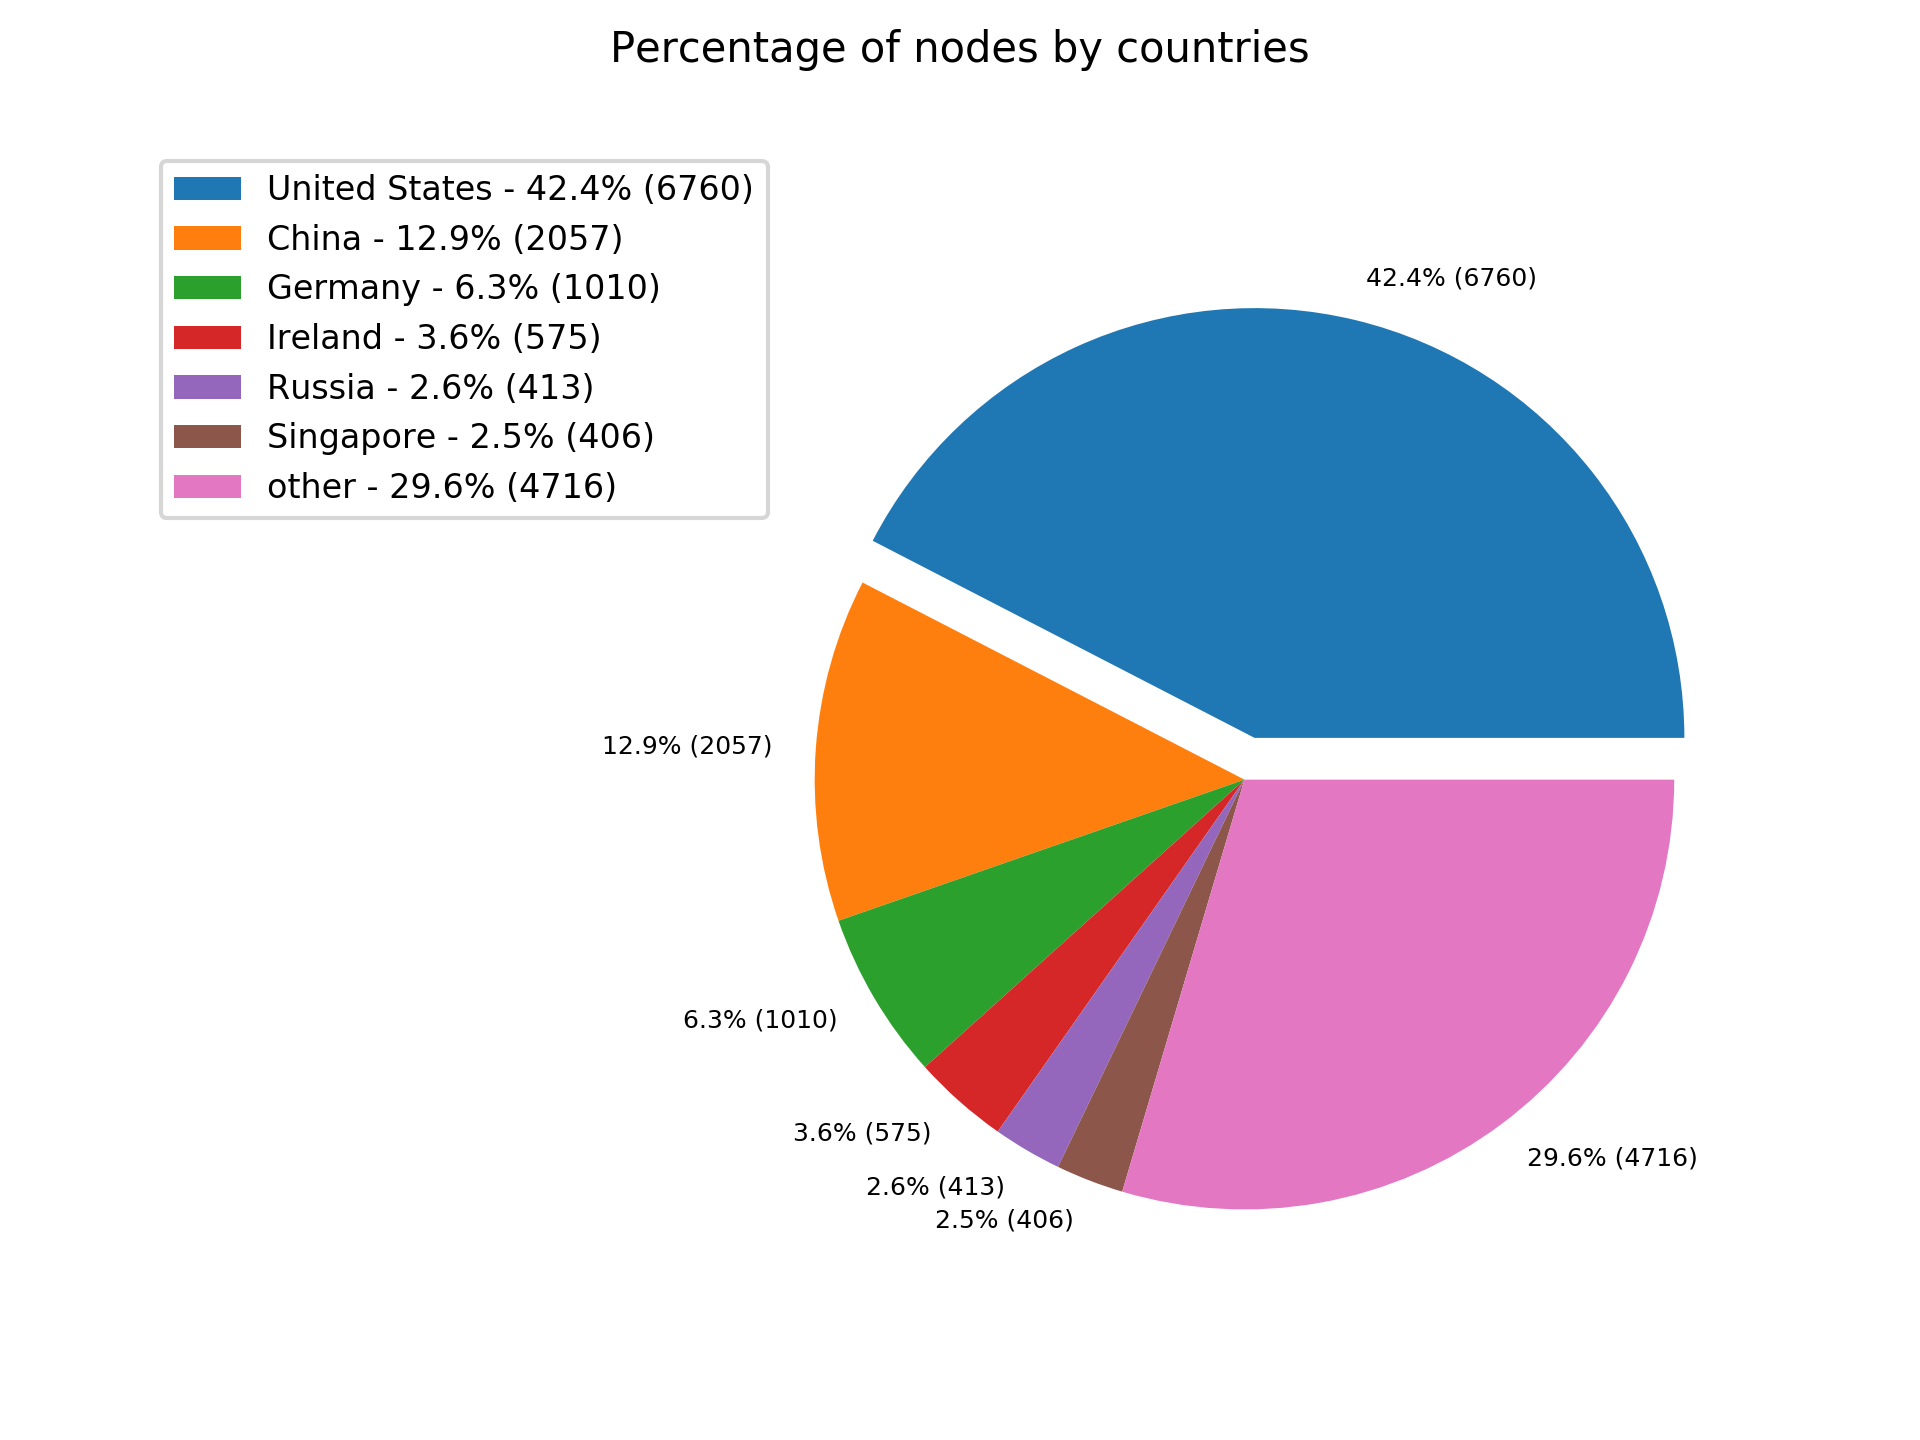 Percentage of nodes by countries
United States - 42.4% (6760)
China - 12.9% (2057)
Germany - 6.3% (1010)
Ireland - 3.6% (575)
Russia - 2.6% (413)
Singapore - 2.5% (406)
other - 29.6% (4716)
42.4% (6760)
12.9% (2057)
6.3% (1010)
3.6% (575)
2.6% (413)
2.5% (406)
29.6% (4716)